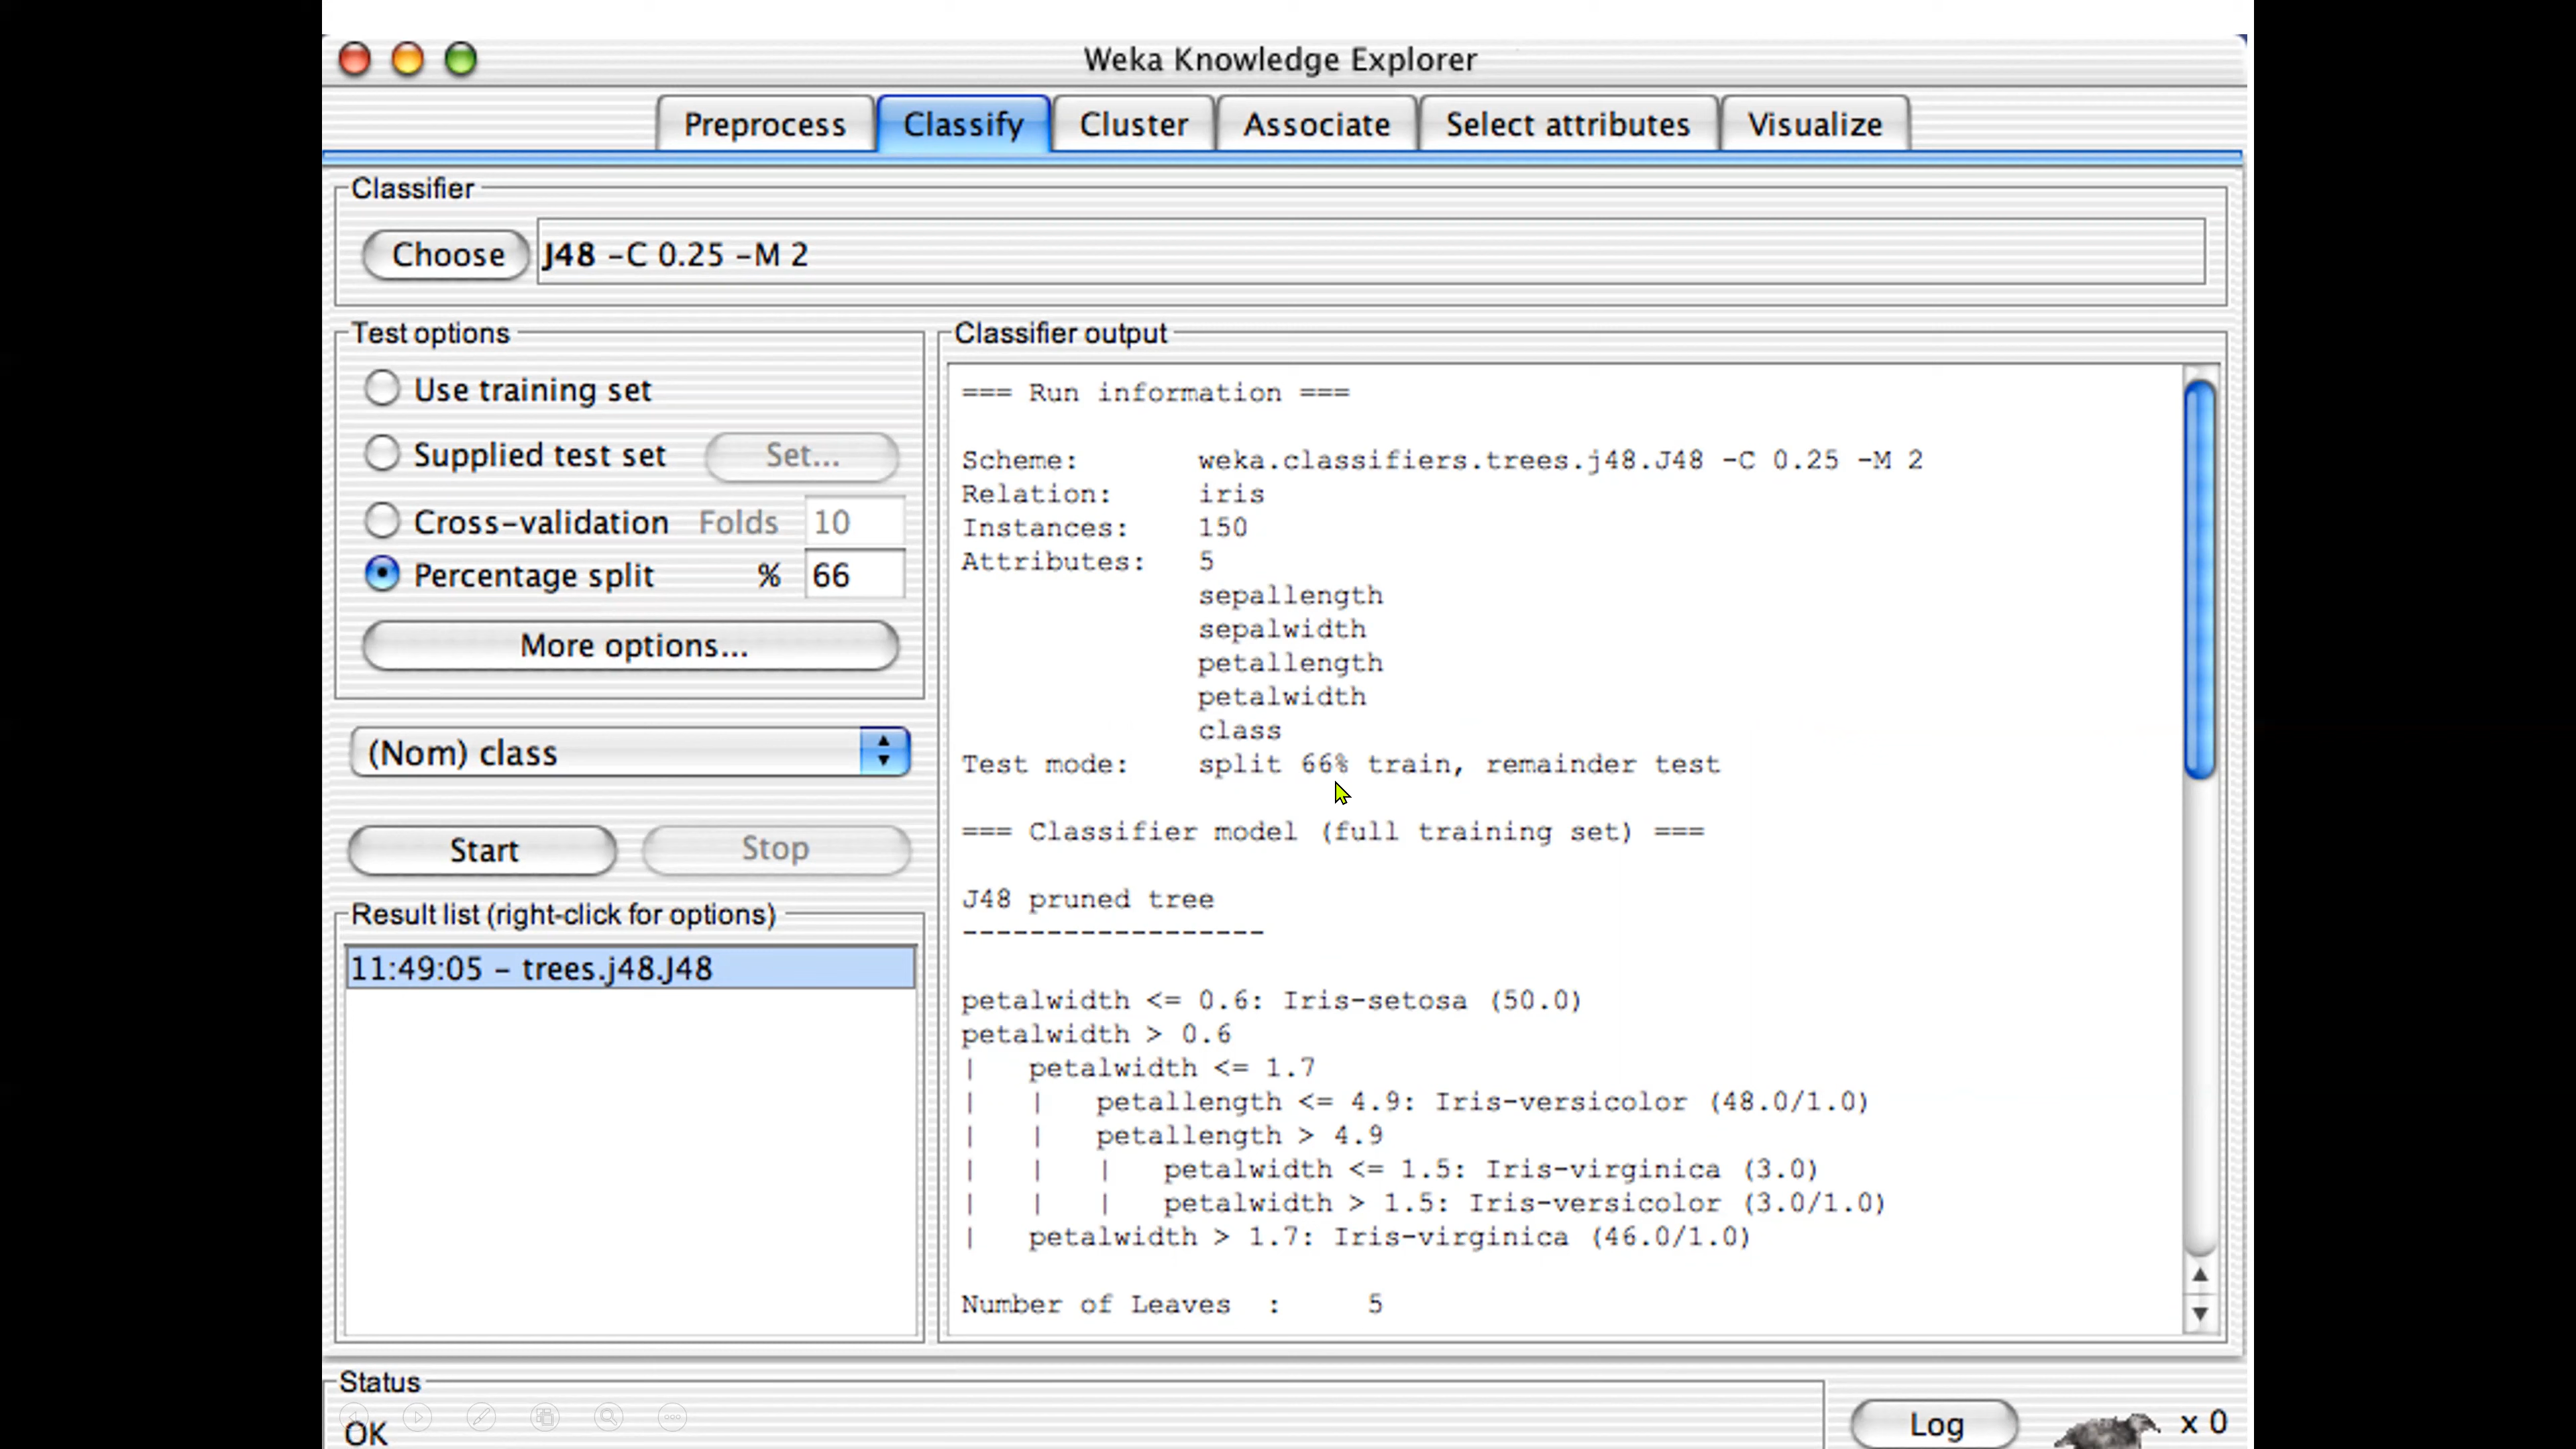 Weka Knowledge Explorer
Preprocess Classify Cluster Associate Select attributes Visualize
Classifier
Choose J48 -C 0.25 -M 2
Test options
Use training set
Supplied test set Set...
Cross-validation Folds 10
Percentage split % 66
More options...
(Nom) class
Start Stop
Result list (right-click for options)
11:49:05 - trees.j48.J48
Classifier output
=== Run information ===
Scheme: weka.classifiers.trees.j48.J48 -C 0.25 -M 2
Relation: iris
Instances: 150
Attributes: 5
sepallength
sepalwidth
petallength
petalwidth
class
Test mode: split 66% train, remainder test
=== Classifier model (full training set) ===
J48 pruned tree
------------------
petalwidth <= 0.6: Iris-setosa (50.0)
petalwidth > 0.6
| petalwidth <= 1.7
| | petallength <= 4.9: Iris-versicolor (48.0/1.0)
| | petallength > 4.9
| | | petalwidth <= 1.5: Iris-virginica (3.0)
| | | petalwidth > 1.5: Iris-versicolor (3.0/1.0)
| petalwidth > 1.7: Iris-virginica (46.0/1.0)
Number of Leaves : 5
Status
OK
Log x 0